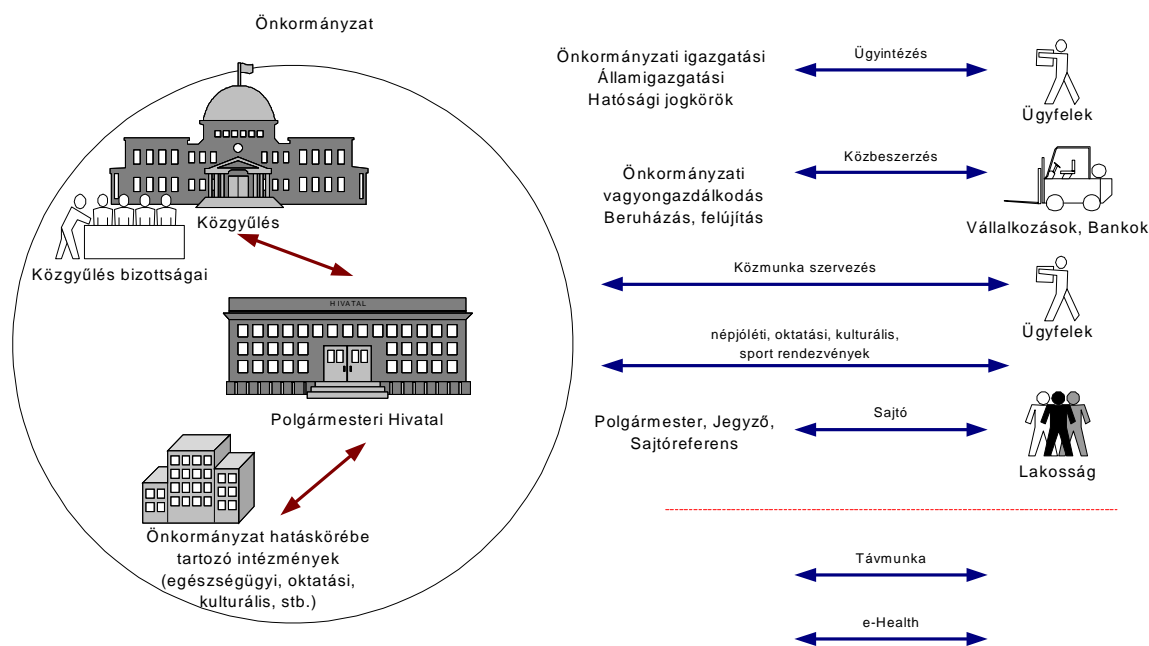 Önkormányzat
Közgyűlés
Közgyűlés bizottságai
HIVATAL
Polgármesteri Hivatal
Önkormányzat hatáskörébe
tartozó intézmények
(egészségügyi, oktatási,
kulturális, stb.)
Önkormányzati igazgatási
Államigazgatási
Hatósági jogkörök
Ügyintézés
Ügyfelek
Önkormányzati
vagyongazdálkodás
Beruházás, felújítás
Közbeszerzés
Vállalkozások, Bankok
Közmunka szervezés
Ügyfelek
népjóléti, oktatási, kulturális,
sport rendezvények
Polgármester, Jegyző,
Sajtóreferens
Sajtó
Lakosság
Távmunka
e-Health